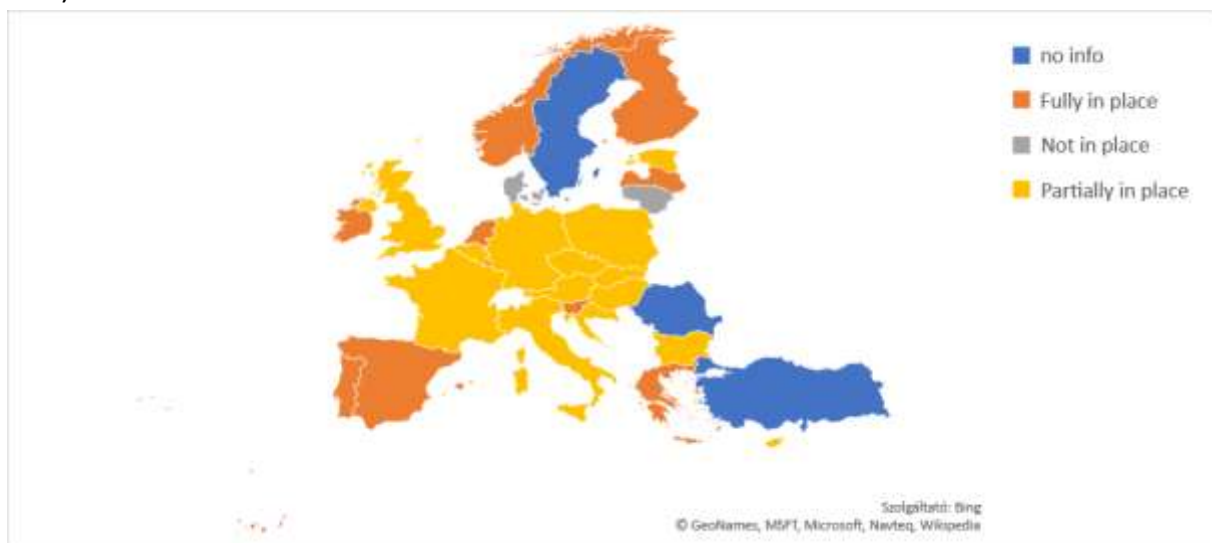 no info
Fully in place
Not in place
Partially in place
Szolgáltató: Bing
© GeoNames, MSFT, Microsoft, Navteq, Wikipedia